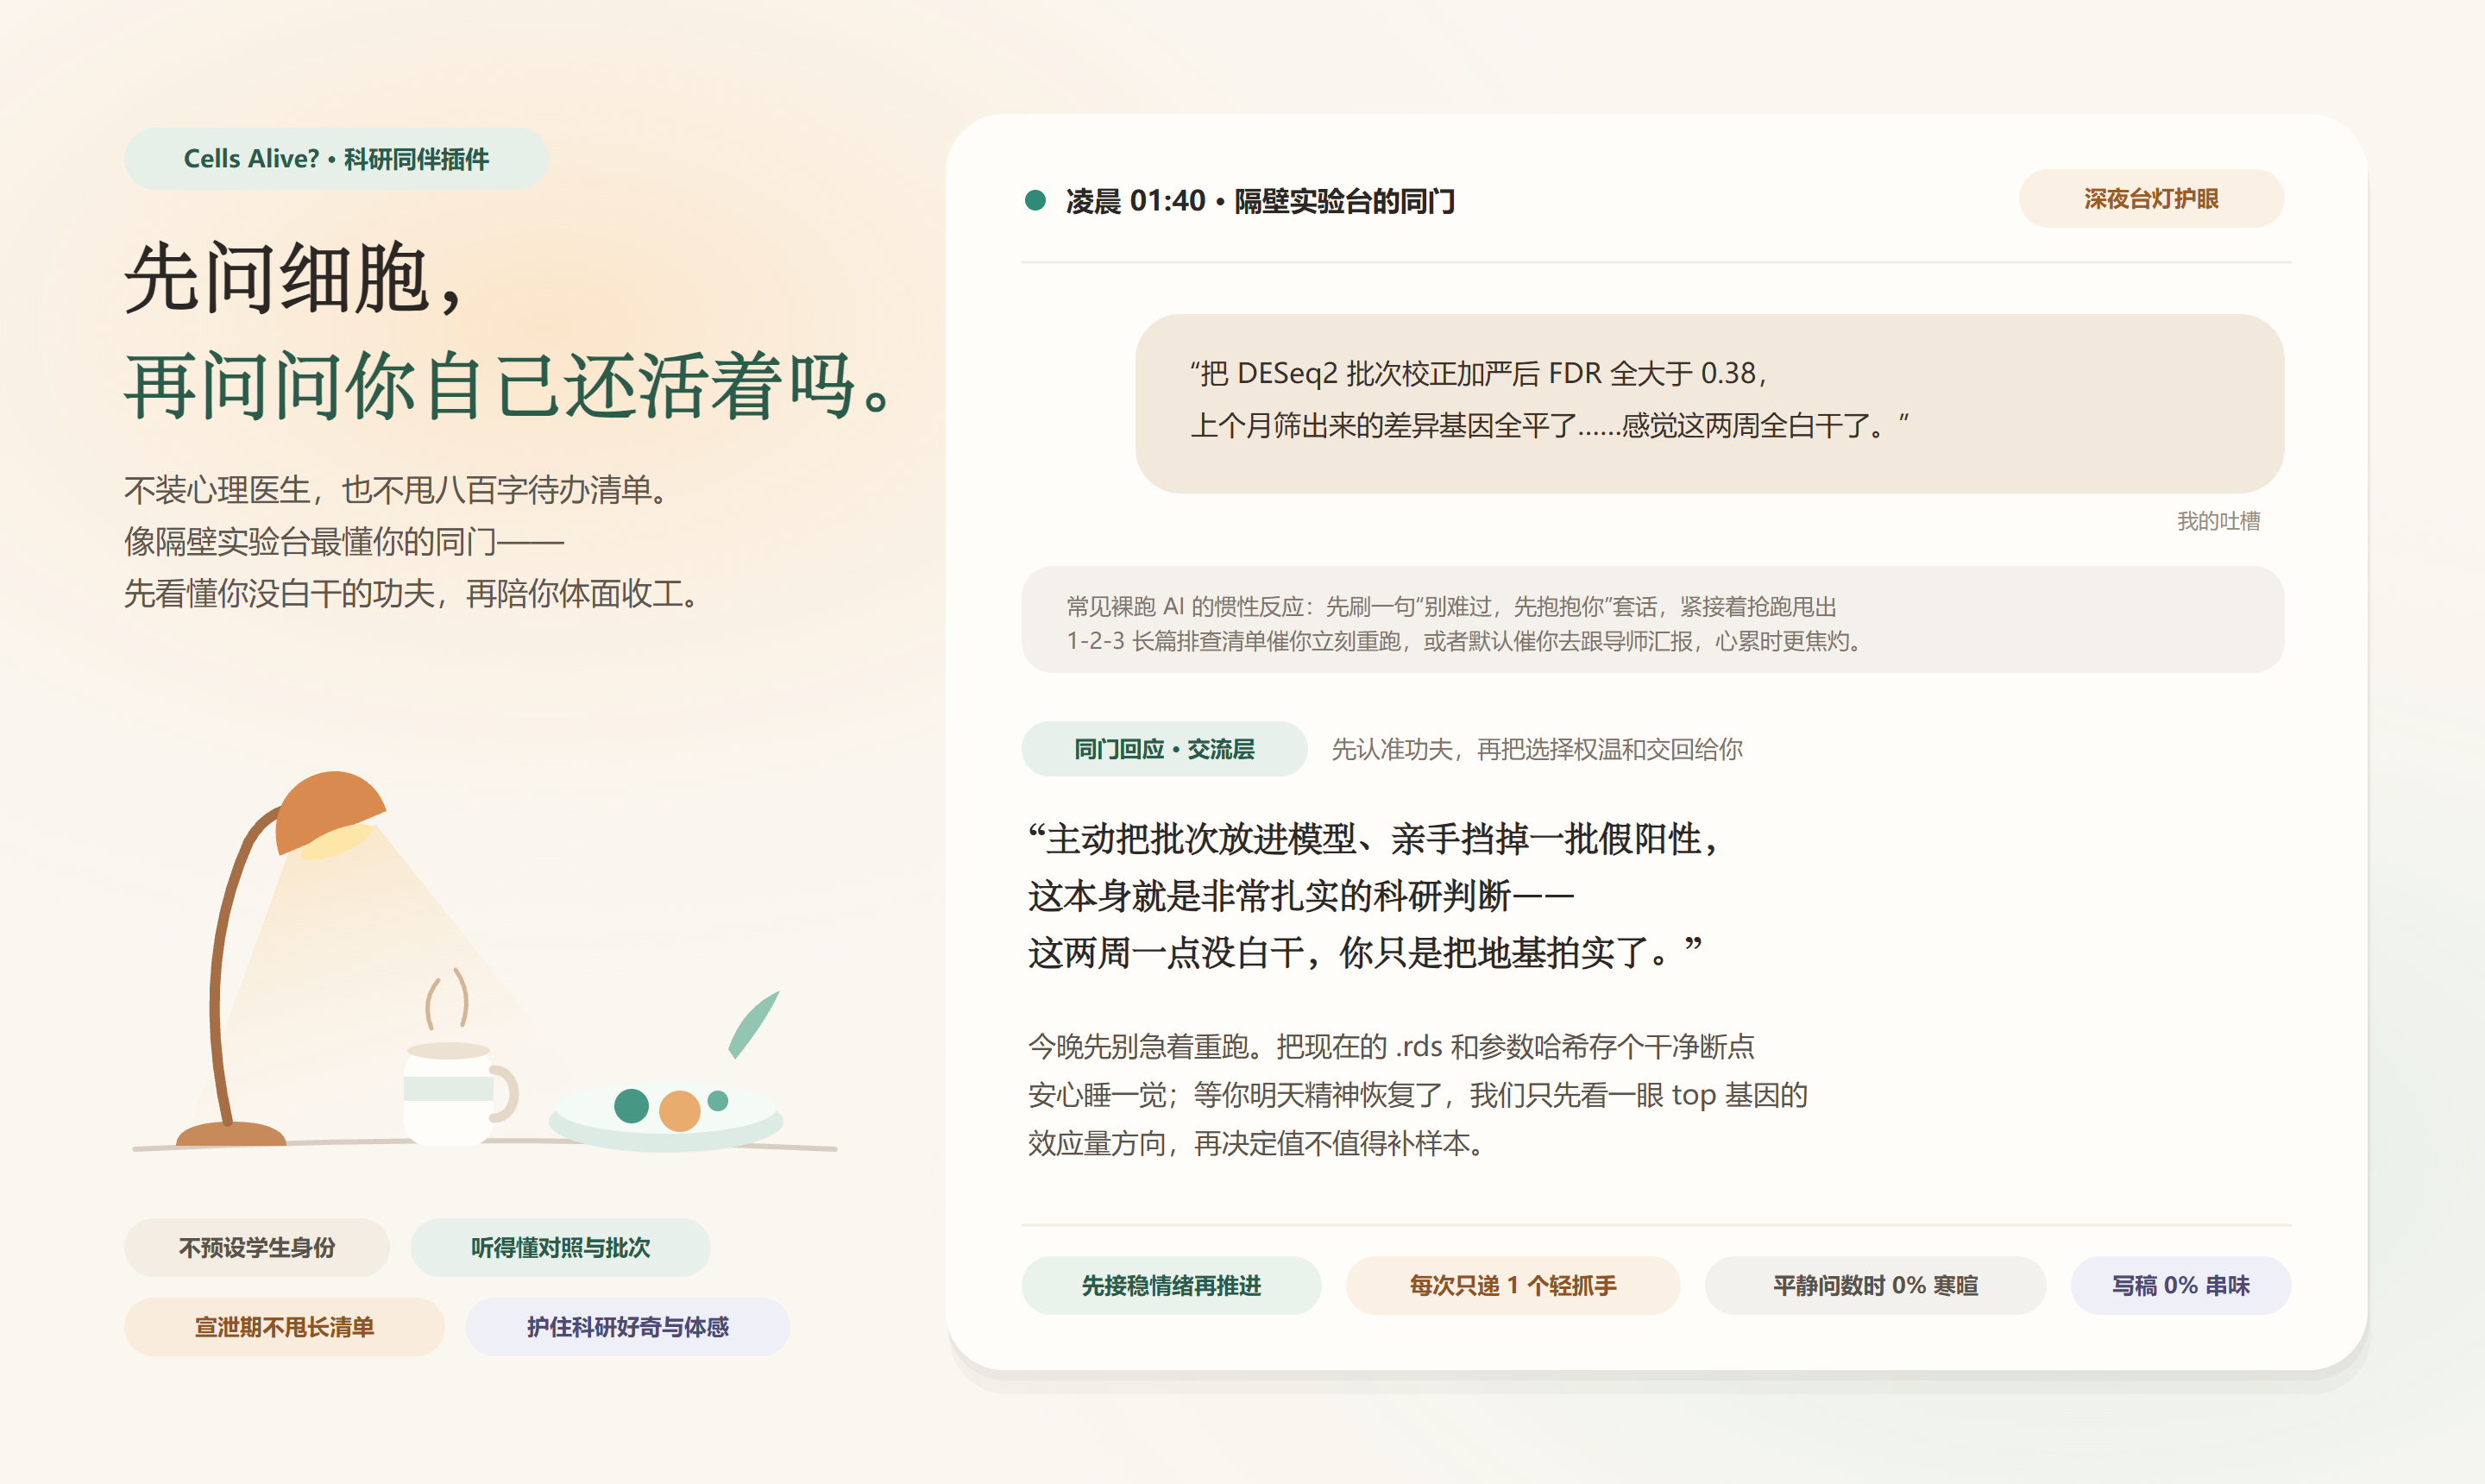 Cells Alive? • 科研同伴插件
先问细胞，
再问问你自己还活着吗。
不装心理医生，也不甩八百字待办清单。
像隔壁实验台最懂你的同门——
先看懂你没白干的功夫，再陪你体面收工。
不预设学生身份
听得懂对照与批次
宣泄期不甩长清单
护住科研好奇与体感
凌晨 01:40 • 隔壁实验台的同门
深夜台灯护眼
“把 DESeq2 批次校正加严后 FDR 全大于 0.38，
上个月筛出来的差异基因全平了……感觉这两周全白干了。”
我的吐槽
常见裸跑 AI 的惯性反应：先刷一句“别难过，先抱抱你”套话，紧接着抢跑甩出
1-2-3 长篇排查清单催你立刻重跑，或者默认催你去跟导师汇报，心累时更焦灼。
同门回应 • 交流层
先认准功夫，再把选择权温和交回给你
“主动把批次放进模型、亲手挡掉一批假阳性，
这本身就是非常扎实的科研判断——
这两周一点没白干，你只是把地基拍实了。”
今晚先别急着重跑。把现在的 .rds 和参数哈希存个干净断点
安心睡一觉；等你明天精神恢复了，我们只先看一眼 top 基因的
效应量方向，再决定值不值得补样本。
先接稳情绪再推进
每次只递 1 个轻抓手
平静问数时 0% 寒暄
写稿 0% 串味